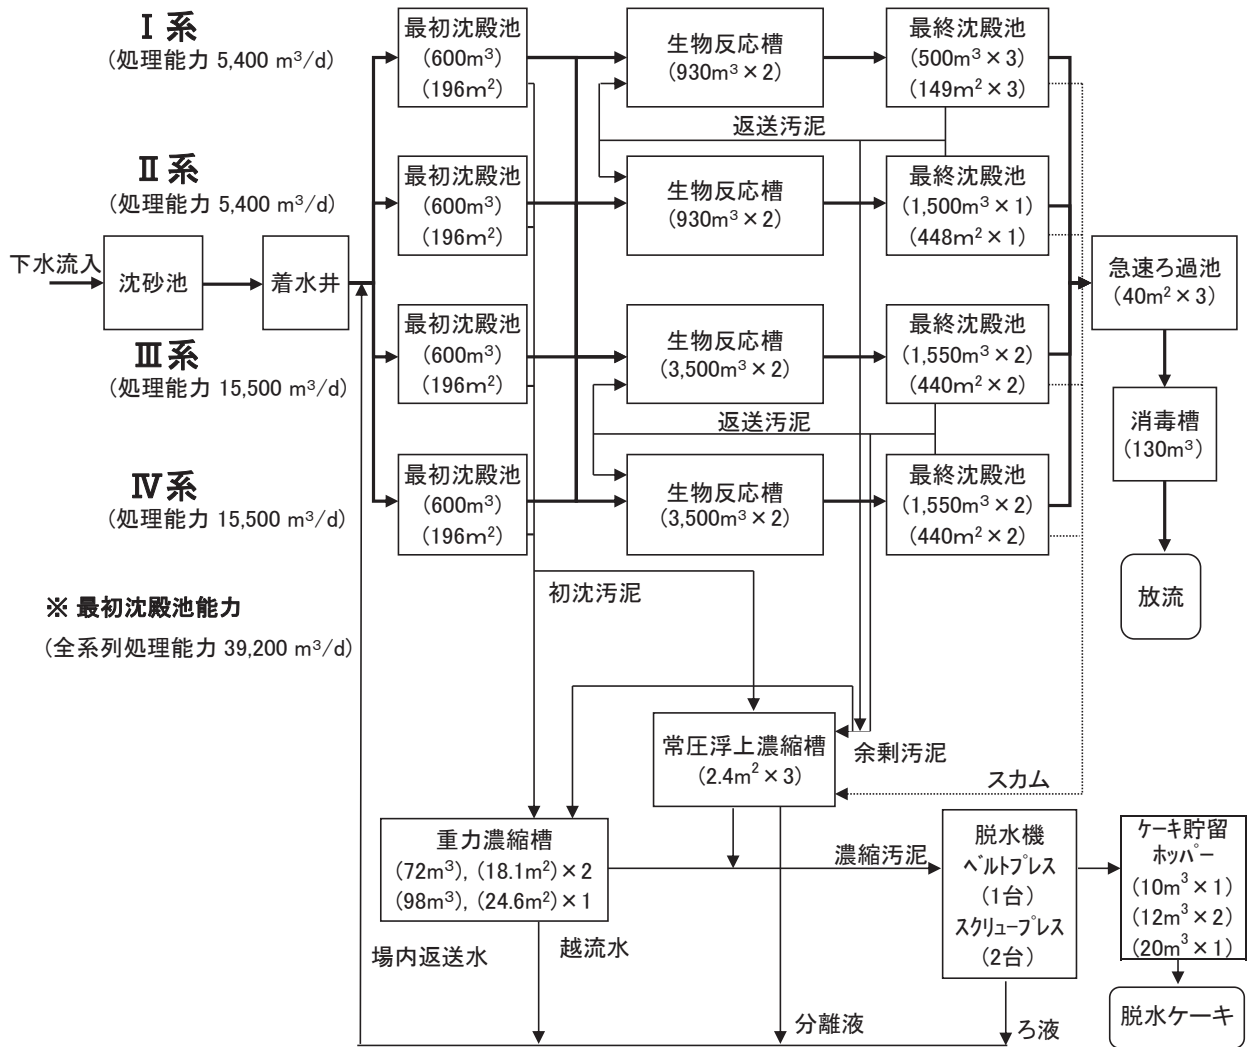 Ⅰ 系
(処理能力 5,400 m³/d)
最初沈殿池
(600m³)
(196m²)
生物反応槽
(930m³×2)
最終沈殿池
(500m³×3)
(149m²×3)
返送汚泥
Ⅱ 系
(処理能力 5,400 m³/d)
最初沈殿池
(600m³)
(196m²)
生物反応槽
(930m³×2)
最終沈殿池
(1,500m³×1)
(448m²×1)
下水流入
沈砂池
着水井
急速ろ過池
(40m²×3)
Ⅲ 系
(処理能力 15,500 m³/d)
最初沈殿池
(600m³)
(196m²)
生物反応槽
(3,500m³×2)
最終沈殿池
(1,550m³×2)
(440m²×2)
返送汚泥
消毒槽
(130m³)
Ⅳ 系
(処理能力 15,500 m³/d)
最初沈殿池
(600m³)
(196m²)
生物反応槽
(3,500m³×2)
最終沈殿池
(1,550m³×2)
(440m²×2)
放流
※ 最初沈殿池能力
(全系列処理能力 39,200 m³/d)
初沈汚泥
常圧浮上濃縮槽
(2.4m²×3)
余剰汚泥
スカム
重力濃縮槽
(72m³), (18.1m²)×2
(98m³), (24.6m²)×1
濃縮汚泥
脱水機
ベルトプレス
(1台)
スクリュープレス
(2台)
ケーキ貯留
ホッパー
(10m³×1)
(12m³×2)
(20m³×1)
場内返送水
越流水
分離液
ろ液
脱水ケーキ